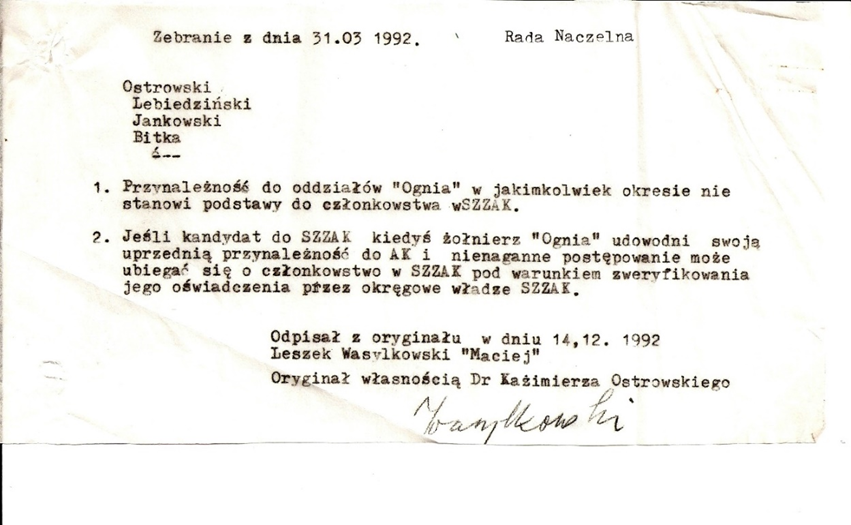 Zebranie z dnia 31.03 1992. Rada Naczelna
Ostrowski
Lebiedziński
Jankowski
Bitka
é--
1. Przynależność do oddziałów "Ognia" w jakimkolwiek okresie nie
stanowi podstawy do członkowstwa wSZZAK.
2. Jeśli kandydat do SZZAK kiedyś żołnierz "Ognia" udowodni swoją
uprzednią przynależność do AK i nienaganne postępowanie może
ubiegać się o członkowstwo w SZZAK pod warunkiem zweryfikowania
jego oświadczenia przez okręgowe władze SZZAK.
Odpisał z oryginału w dniu 14,12. 1992
Leszek Wasylkowski "Maciej"
Oryginał własnością Dr Kaźimierza Ostrowskiego
Wasylkowski